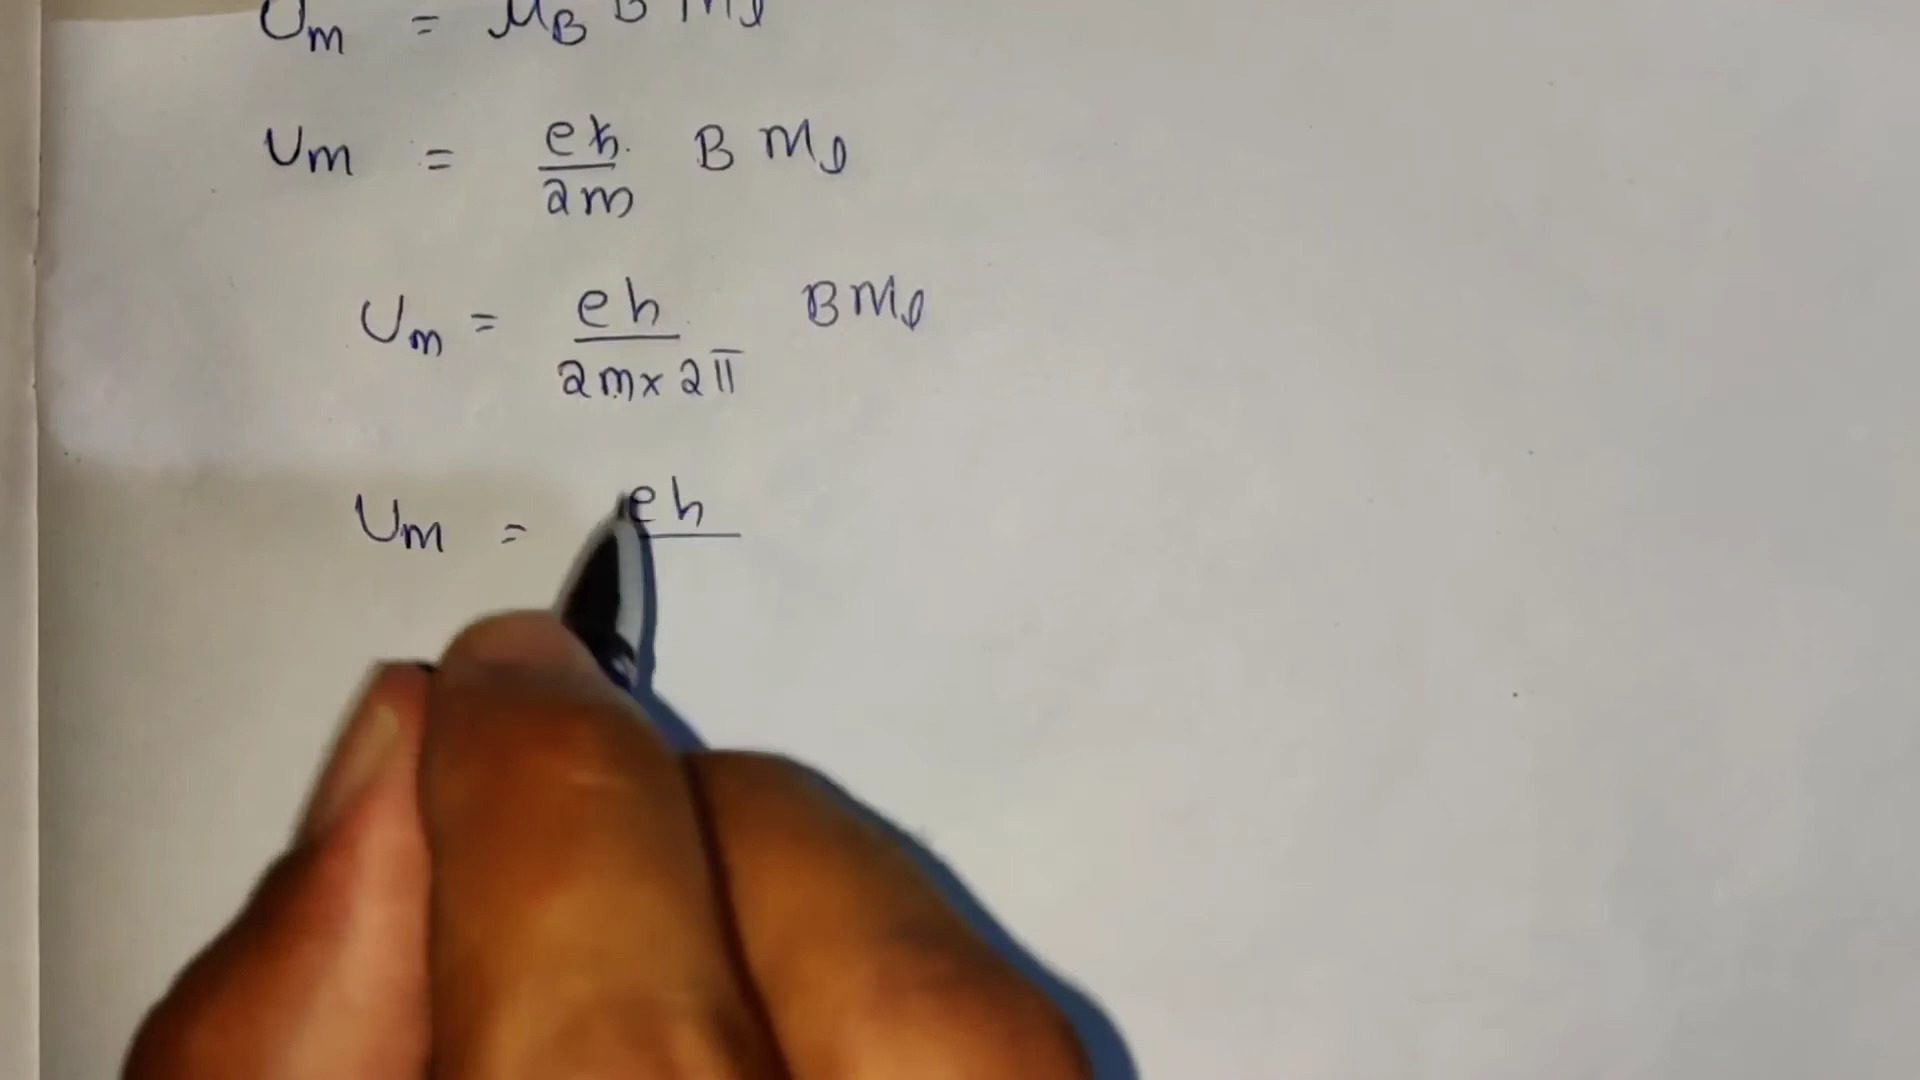 Um = μB B ml
Um = eħ/2m B ml
Um = eh/2m×2π B ml
Um = eh